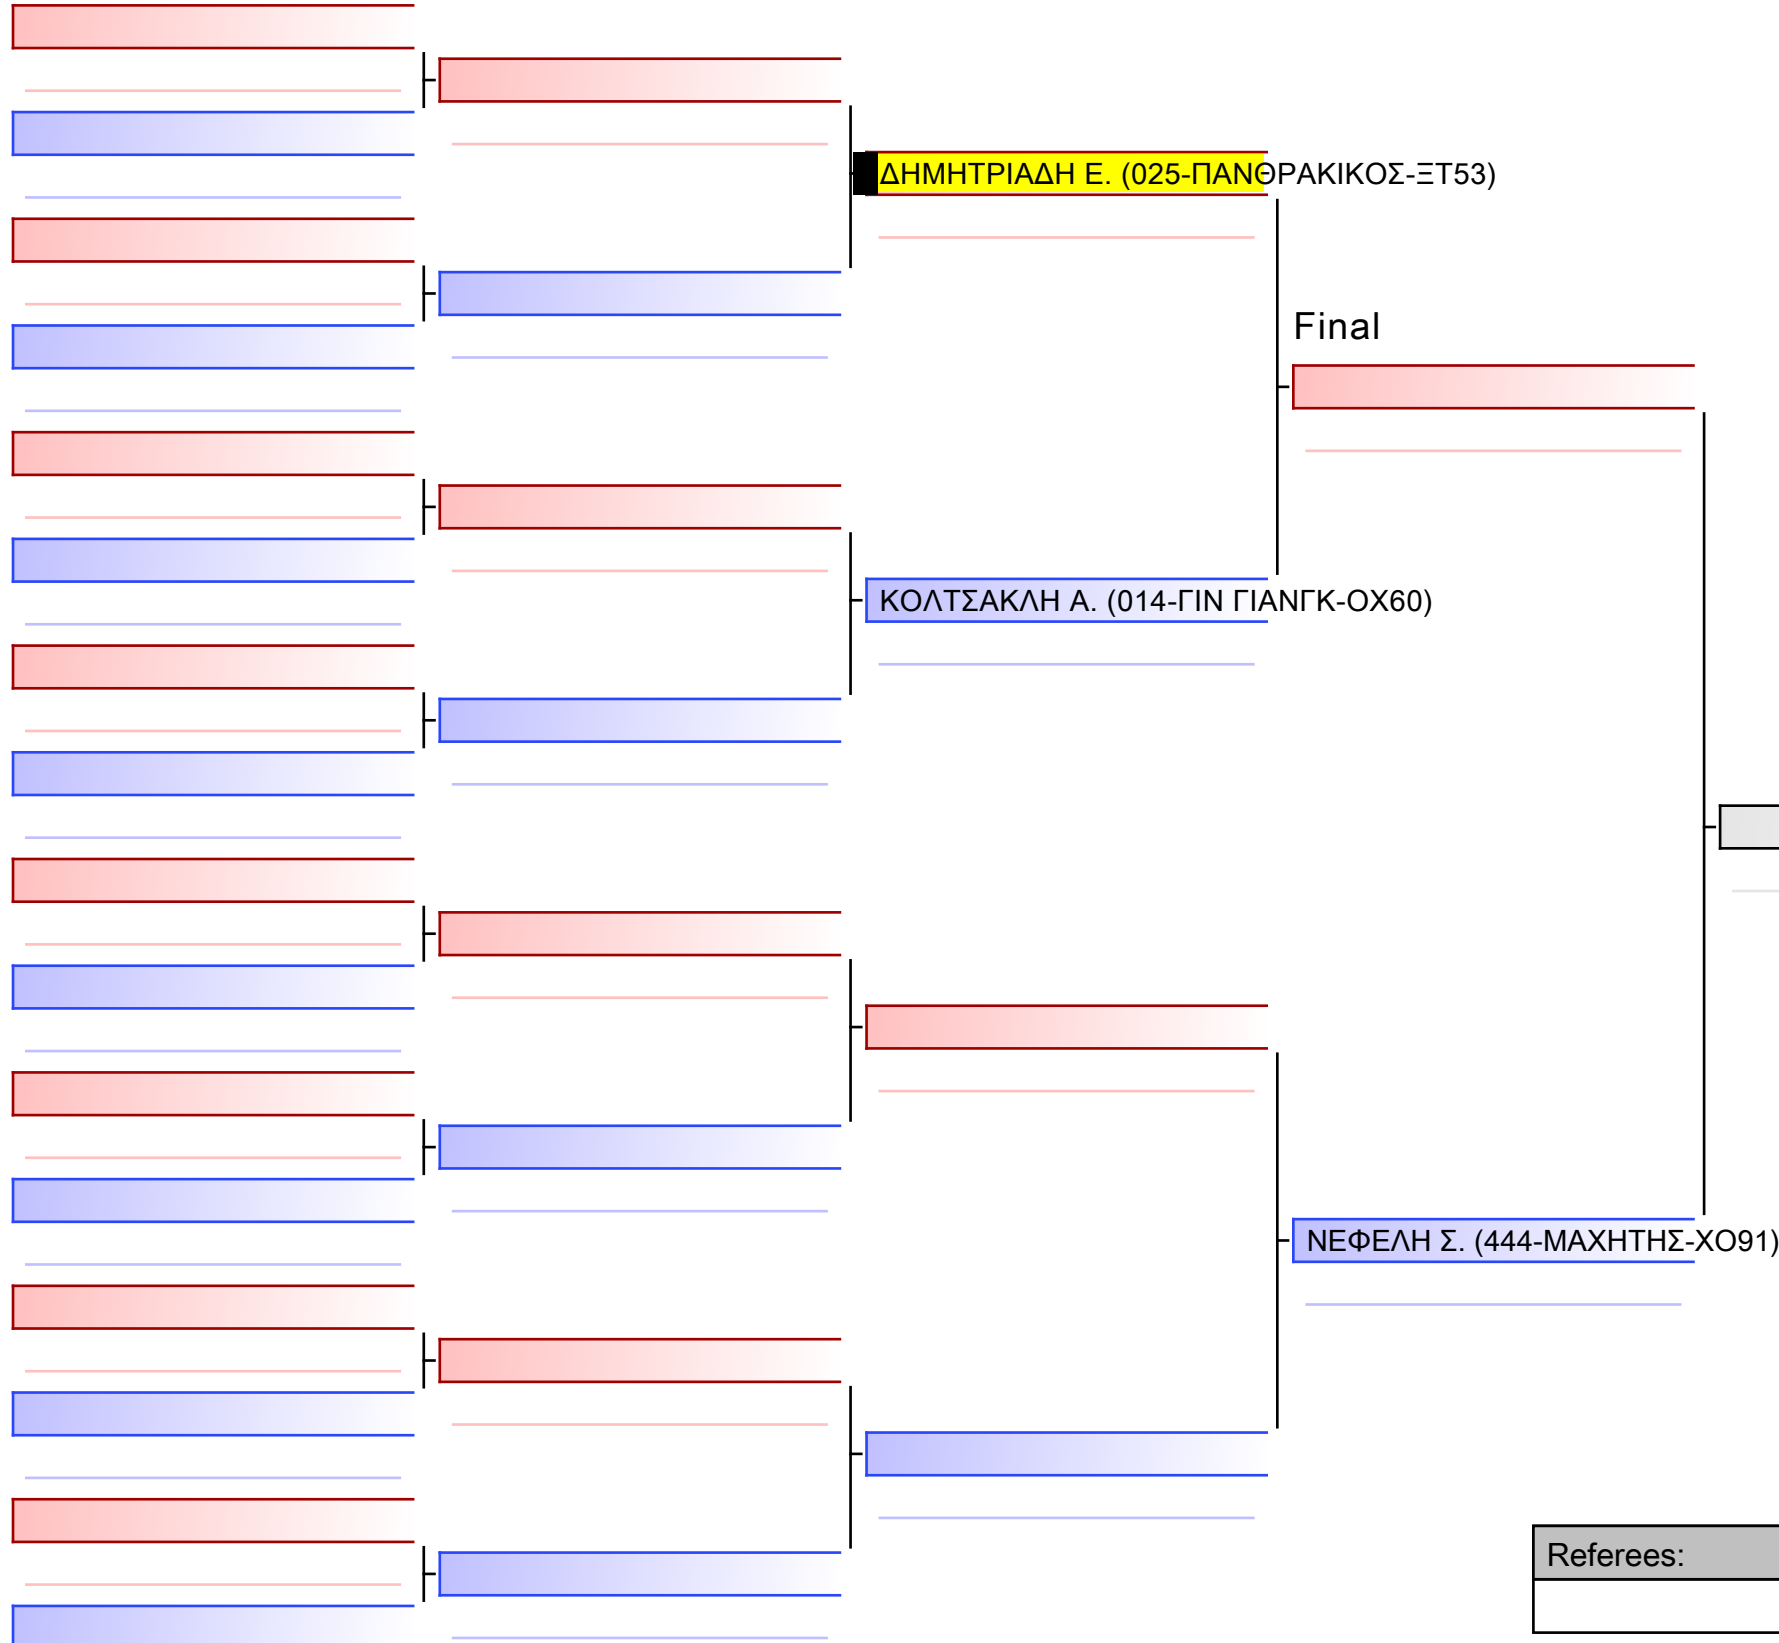 ΔΗΜΗΤΡΙΑΔΗ Ε. (025-ΠΑΝΘΡΑΚΙΚΟΣ-ΞΤ53)
Final
ΚΟΛΤΣΑΚΛΗ Α. (014-ΓΙΝ ΓΙΑΝΓΚ-ΟΧ60)
ΝΕΦΕΛΗ Σ. (444-ΜΑΧΗΤΗΣ-ΧΟ91)
Referees: